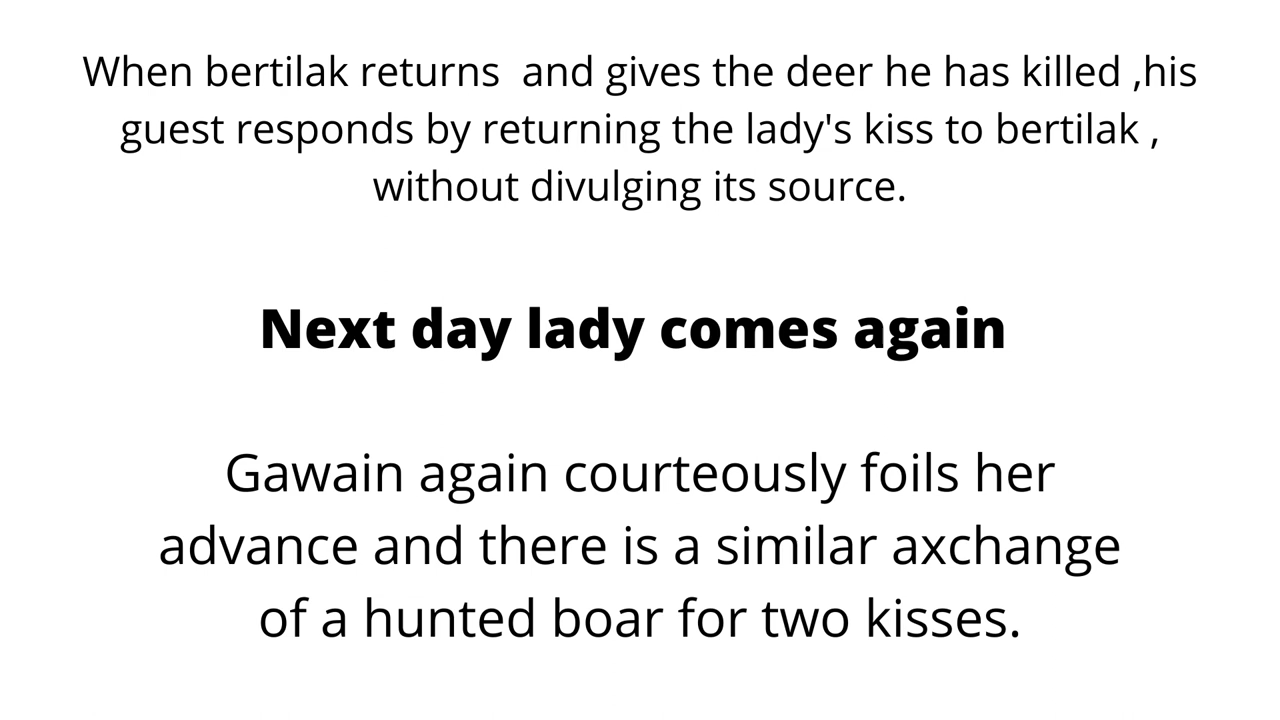 When bertilak returns  and gives the deer he has killed ,his
guest responds by returning the lady's kiss to bertilak ,
without divulging its source.
Next day lady comes again
Gawain again courteously foils her
advance and there is a similar axchange
of a hunted boar for two kisses.